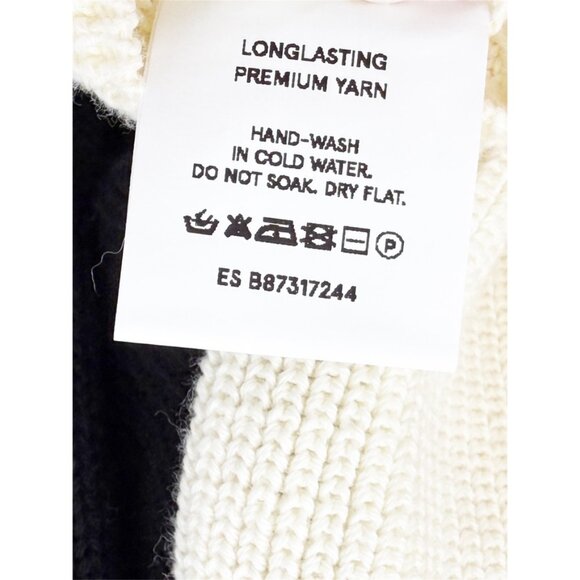 LONGLASTING
PREMIUM YARN
HAND-WASH
IN COLD WATER.
DO NOT SOAK. DRY FLAT.
P
ES B87317244